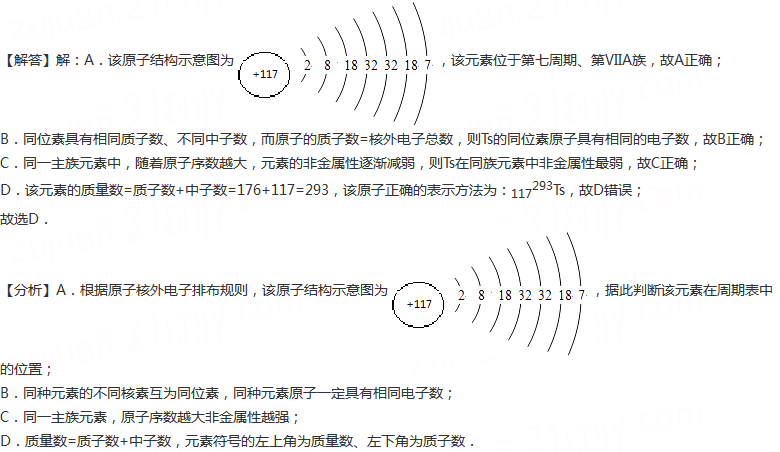 【解答】解：A．该原子结构示意图为 +117 2 8 18 32 32 18 7 ，该元素位于第七周期、第VIIA族，故A正确；
B．同位素具有相同质子数、不同中子数，而原子的质子数=核外电子总数，则Ts的同位素原子具有相同的电子数，故B正确；
C．同一主族元素中，随着原子序数越大，元素的非金属性逐渐减弱，则Ts在同族元素中非金属性最弱，故C正确；
D．该元素的质量数=质子数+中子数=176+117=293，该原子正确的表示方法为：₁₁₇²⁹³Ts，故D错误；
故选D．
【分析】A．根据原子核外电子排布规则，该原子结构示意图为 +117 2 8 18 32 32 18 7 ，据此判断该元素在周期表中
的位置；
B．同种元素的不同核素互为同位素，同种元素原子一定具有相同电子数；
C．同一主族元素，原子序数越大非金属性越强；
D．质量数=质子数+中子数，元素符号的左上角为质量数、左下角为质子数．